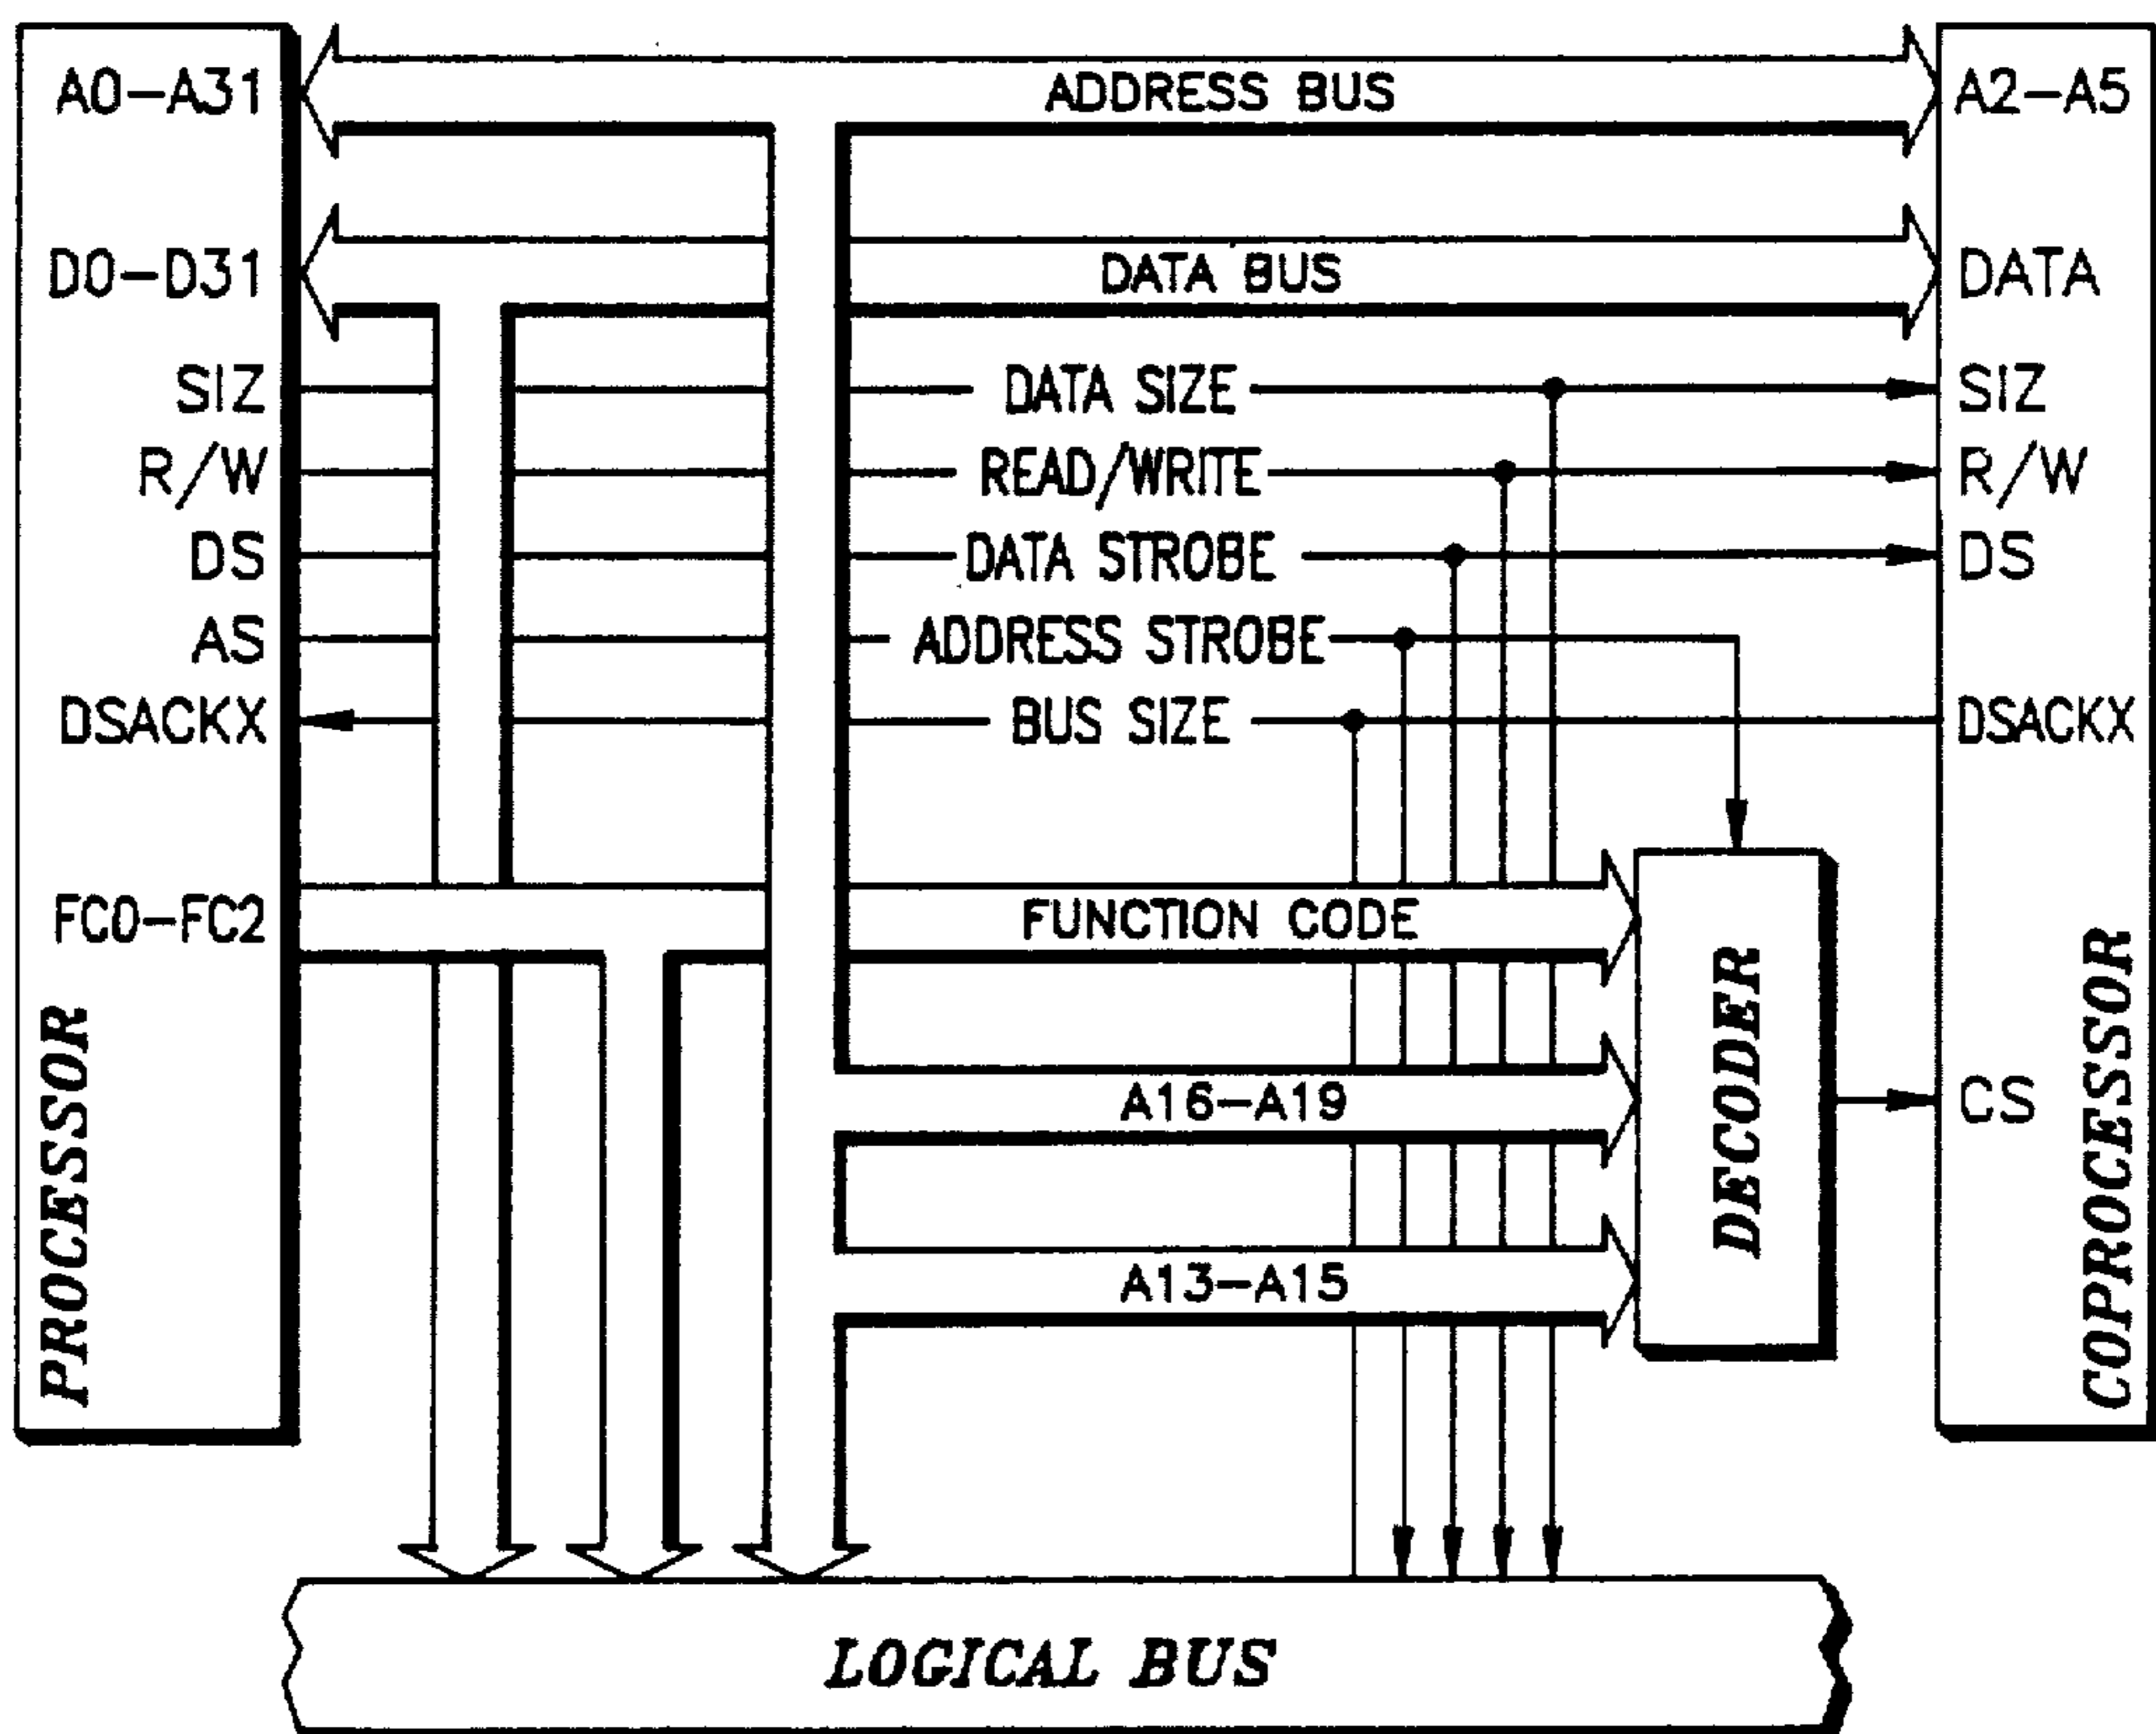 A0-A31
ADDRESS BUS
A2-A5
D0-D31
DATA BUS
DATA
SIZ
DATA SIZE
SIZ
R/W
READ/WRITE
R/W
DS
DATA STROBE
DS
AS
ADDRESS STROBE
DSACKX
BUS SIZE
DSACKX
FC0-FC2
FUNCTION CODE
A16-A19
CS
A13-A15
PROCESSOR
DECODER
COPROCESSOR
LOGICAL BUS